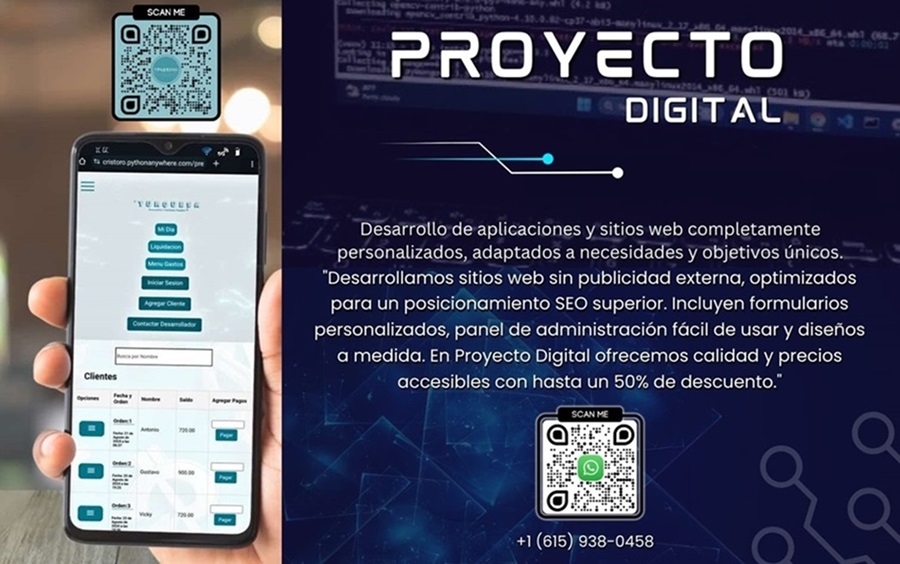 SCAN ME
cristoro.pythonanywhere.com/pre
Mi Dia
Liquidacion
Menu Gastos
Iniciar Sesion
Agregar Cliente
Contactar Desarrollador
Busca por Nombre
Clientes
Opciones Fecha y Orden Nombre Saldo Agregar Pagos
Orden:1 Antonio 720.00
Pagar
Orden:2 Gustavo 900.00
Pagar
Orden:3 Vicky 720.00
Pagar
PROYECTO
DIGITAL
Desarrollo de aplicaciones y sitios web completamente
personalizados, adaptados a necesidades y objetivos únicos.
"Desarrollamos sitios web sin publicidad externa, optimizados
para un posicionamiento SEO superior. Incluyen formularios
personalizados, panel de administración fácil de usar y diseños
a medida. En Proyecto Digital ofrecemos calidad y precios
accesibles con hasta un 50% de descuento."
SCAN ME
+1 (615) 938-0458